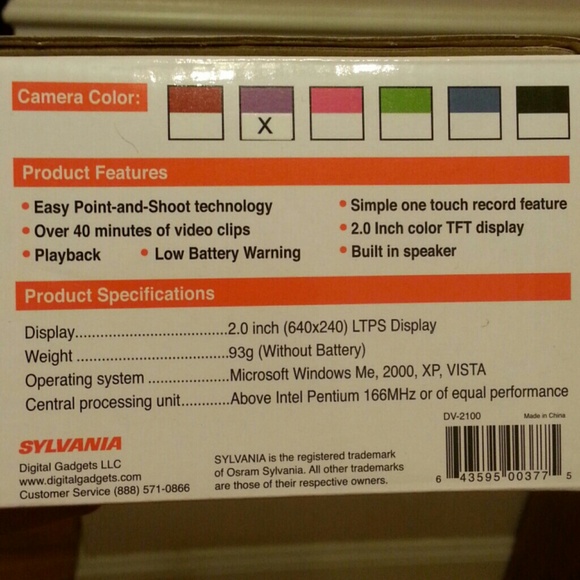 Camera Color:
X
Product Features
• Easy Point-and-Shoot technology
• Simple one touch record feature
• Over 40 minutes of video clips
• 2.0 Inch color TFT display
• Playback • Low Battery Warning
• Built in speaker
Product Specifications
Display..................................2.0 inch (640x240) LTPS Display
Weight ..................................93g (Without Battery)
Operating system ..................Microsoft Windows Me, 2000, XP, VISTA
Central processing unit...........Above Intel Pentium 166MHz or of equal performance
DV-2100 Made in China
SYLVANIA
Digital Gadgets LLC
www.digitalgadgets.com
Customer Service (888) 571-0866
SYLVANIA is the registered trademark
of Osram Sylvania. All other trademarks
are those of their respective owners.
6 43595 00377 5